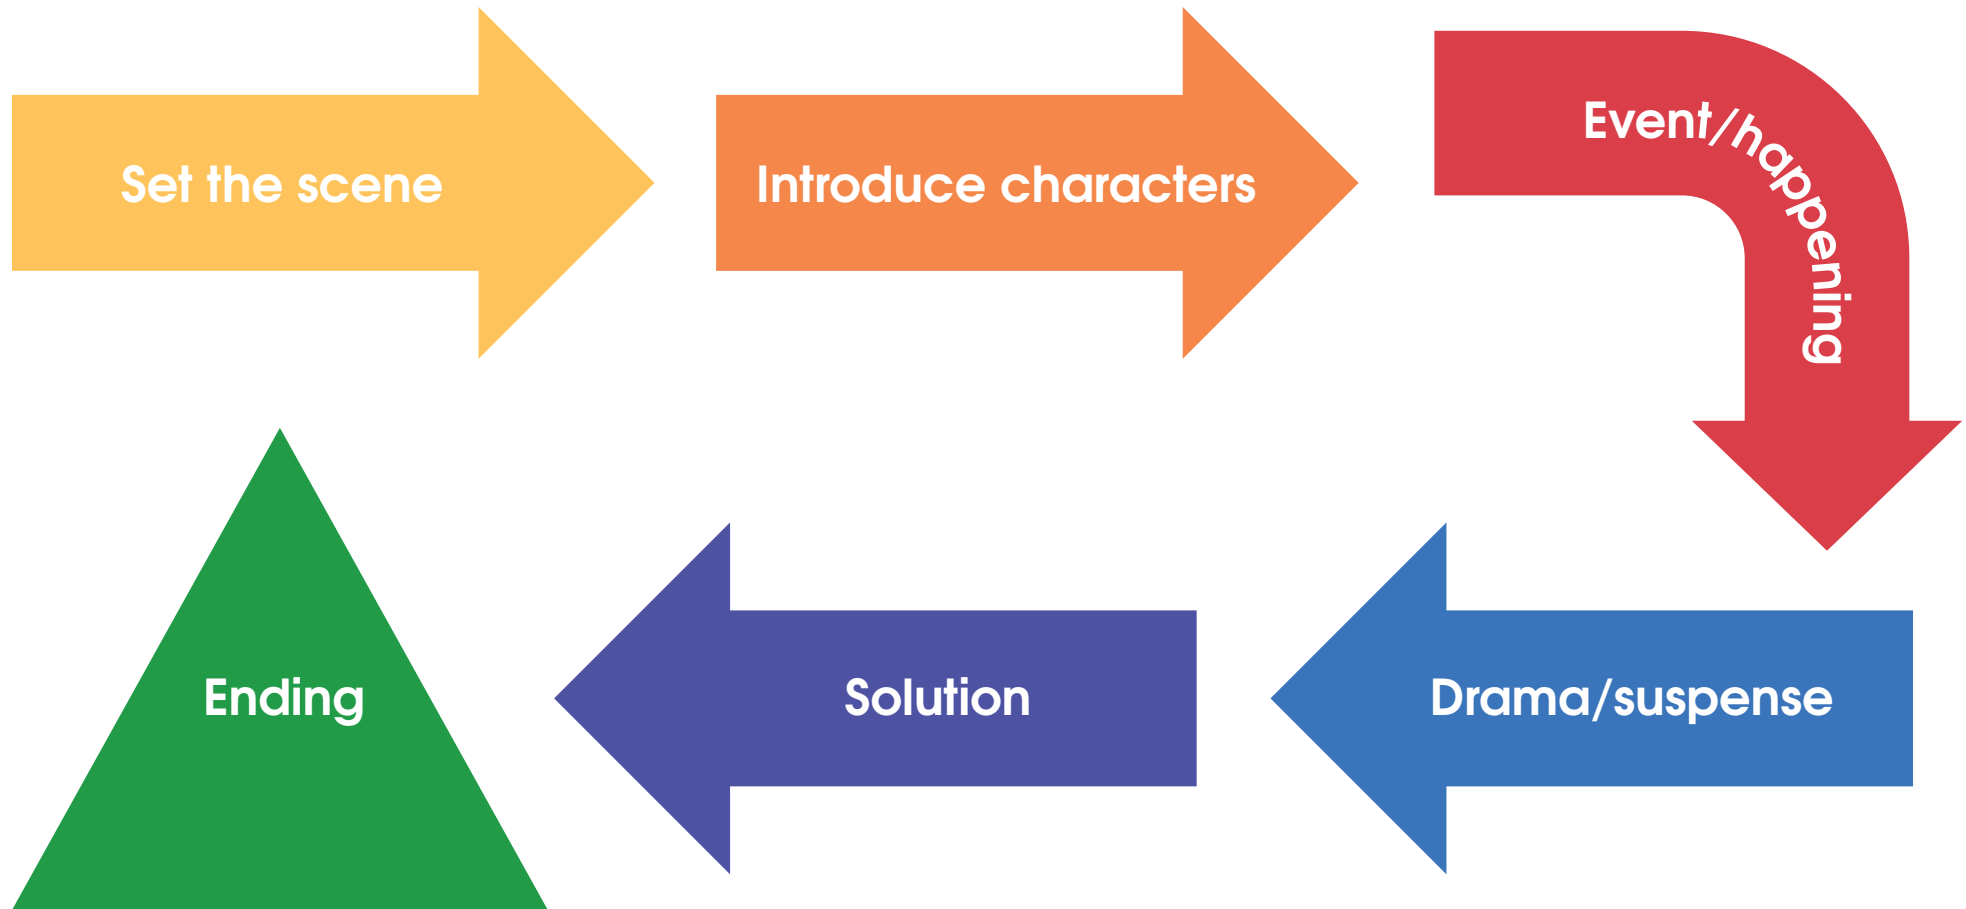 Set the scene
Introduce characters
Event/happening
Drama/suspense
Solution
Ending